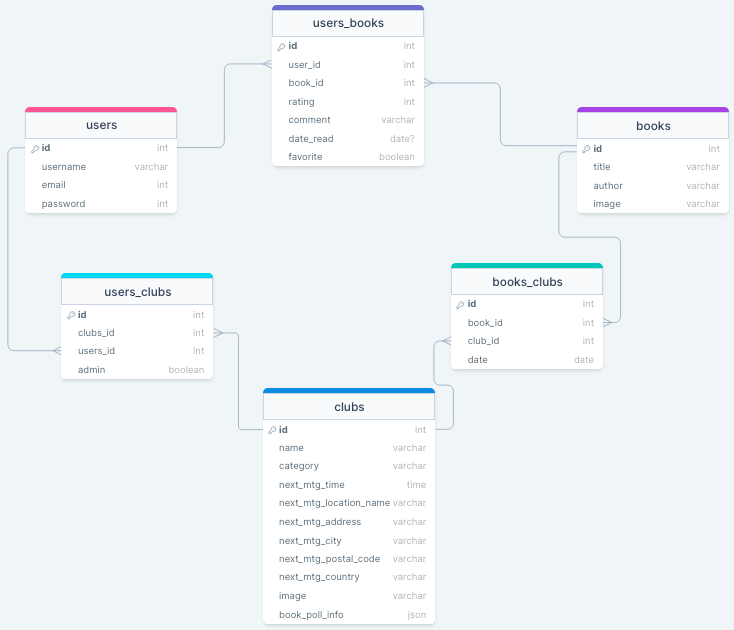 users_books
id int
user_id int
book_id int
rating int
comment varchar
date_read date?
favorite boolean
users
id int
username varchar
email int
password int
books
id int
title varchar
author varchar
image varchar
users_clubs
id int
clubs_id int
users_id int
admin boolean
books_clubs
id int
book_id int
club_id int
date date
clubs
id int
name varchar
category varchar
next_mtg_time time
next_mtg_location_name varchar
next_mtg_address varchar
next_mtg_city varchar
next_mtg_postal_code varchar
next_mtg_country varchar
image varchar
book_poll_info json